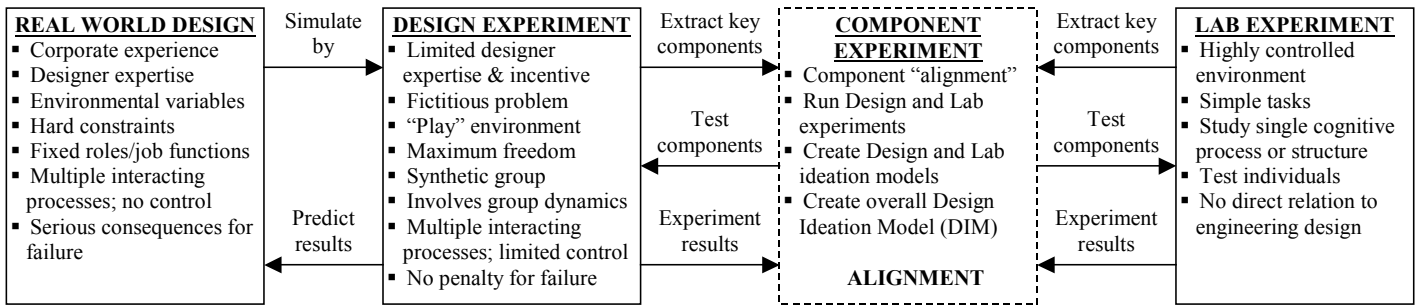 REAL WORLD DESIGN
▪ Corporate experience
▪ Designer expertise
▪ Environmental variables
▪ Hard constraints
▪ Fixed roles/job functions
▪ Multiple interacting
processes; no control
▪ Serious consequences for
failure
Simulate
by
Predict
results
DESIGN EXPERIMENT
▪ Limited designer
expertise & incentive
▪ Fictitious problem
▪ “Play” environment
▪ Maximum freedom
▪ Synthetic group
▪ Involves group dynamics
▪ Multiple interacting
processes; limited control
▪ No penalty for failure
Extract key
components
Test
components
Experiment
results
COMPONENT
EXPERIMENT
▪ Component “alignment”
▪ Run Design and Lab
experiments
▪ Create Design and Lab
ideation models
▪ Create overall Design
Ideation Model (DIM)
ALIGNMENT
Extract key
components
Test
components
Experiment
results
LAB EXPERIMENT
▪ Highly controlled
environment
▪ Simple tasks
▪ Study single cognitive
process or structure
▪ Test individuals
▪ No direct relation to
engineering design